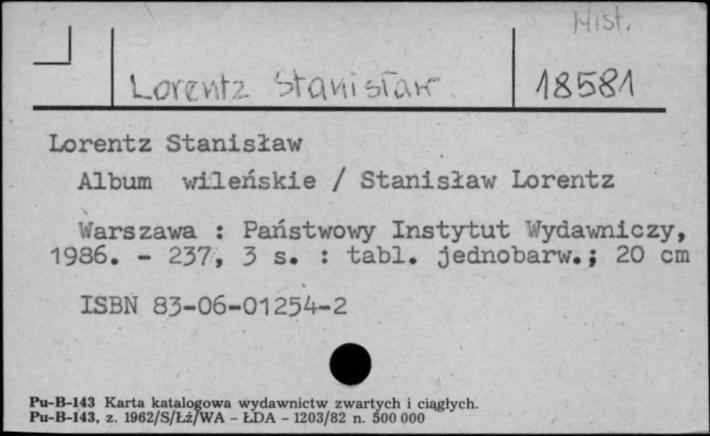 Hist.
Lorentz Stanisław 18581
Lorentz Stanisław
Album wileńskie / Stanisław Lorentz
Warszawa : Państwowy Instytut Wydawniczy,
1986. - 237, 3 s. : tabl. jednobarw.; 20 cm
ISBN 83-06-01254-2
Pu-B-143 Karta katalogowa wydawnictw zwartych i ciągłych.
Pu-B-143, z. 1962/S/Łź/WA - ŁDA - 1203/82 n. 500 000